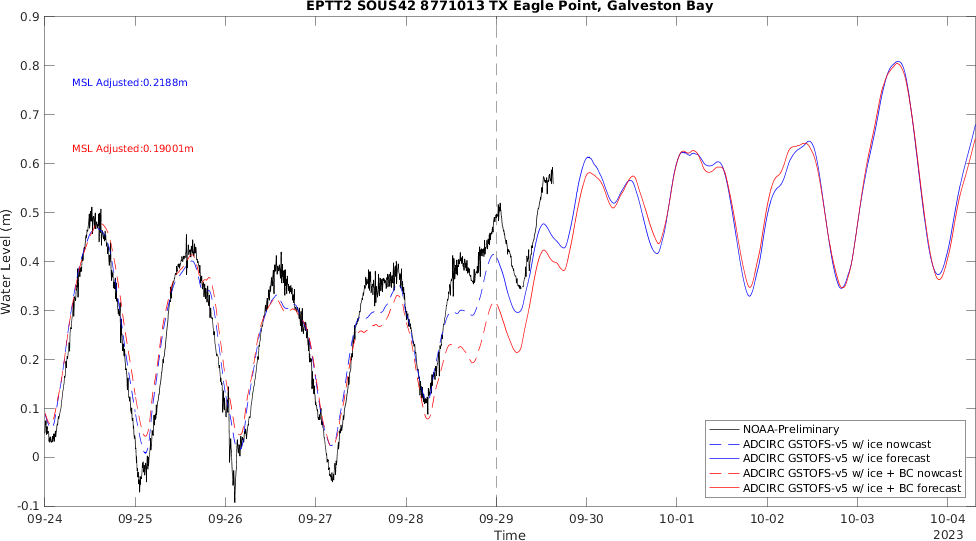 EPTT2 SOUS42 8771013 TX Eagle Point, Galveston Bay
0.9
0.8
0.7
0.6
0.5
0.4
0.3
0.2
0.1
0
-0.1
Water Level (m)
MSL Adjusted:0.2188m
MSL Adjusted:0.19001m
NOAA-Preliminary
ADCIRC GSTOFS-v5 w/ ice nowcast
ADCIRC GSTOFS-v5 w/ ice forecast
ADCIRC GSTOFS-v5 w/ ice + BC nowcast
ADCIRC GSTOFS-v5 w/ ice + BC forecast
09-24 09-25 09-26 09-27 09-28 09-29 09-30 10-01 10-02 10-03 10-04
Time
2023